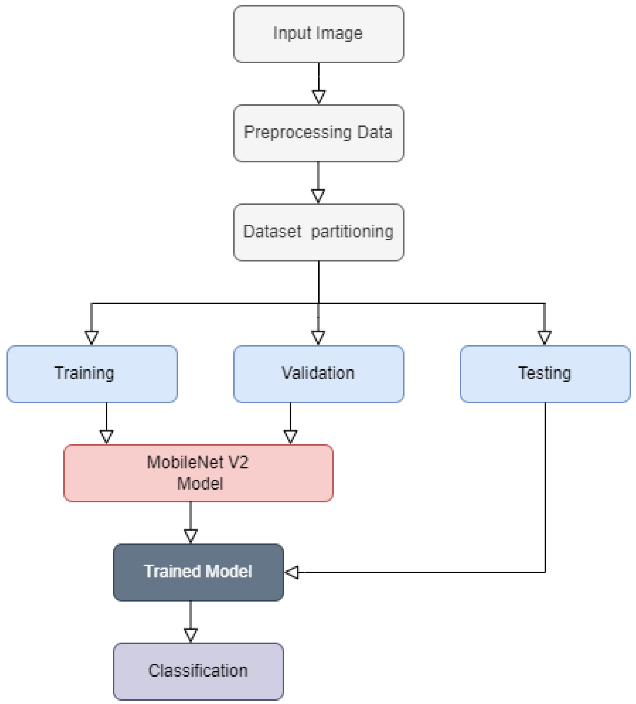 Input Image
Preprocessing Data
Dataset partitioning
Training
Validation
Testing
MobileNet V2
Model
Trained Model
Classification